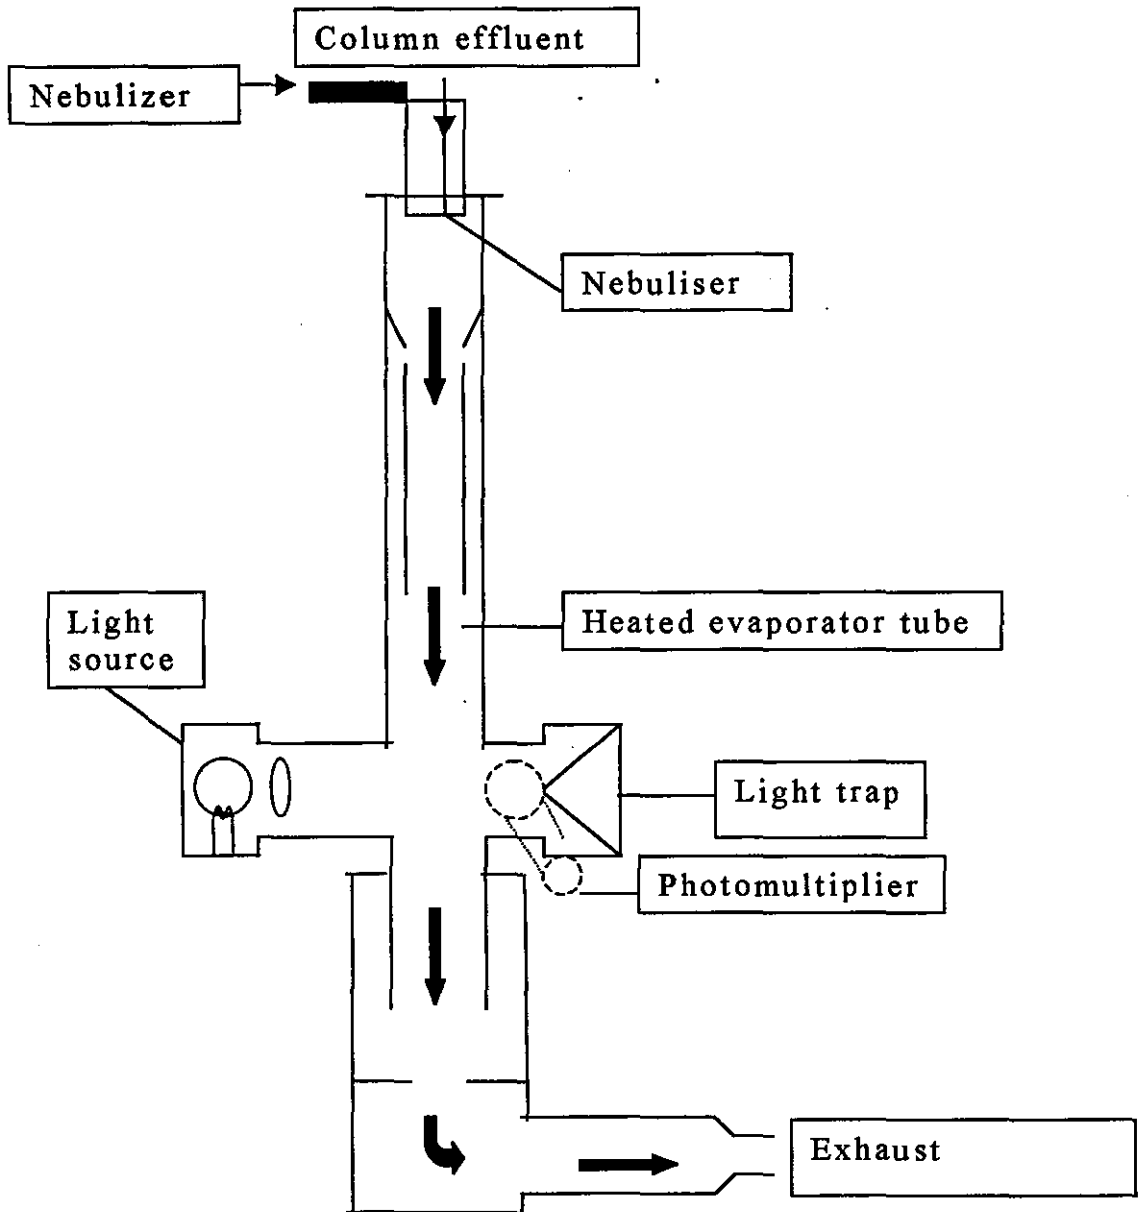 Column effluent
Nebulizer
Nebuliser
Light
source
Heated evaporator tube
Light trap
Photomultiplier
Exhaust